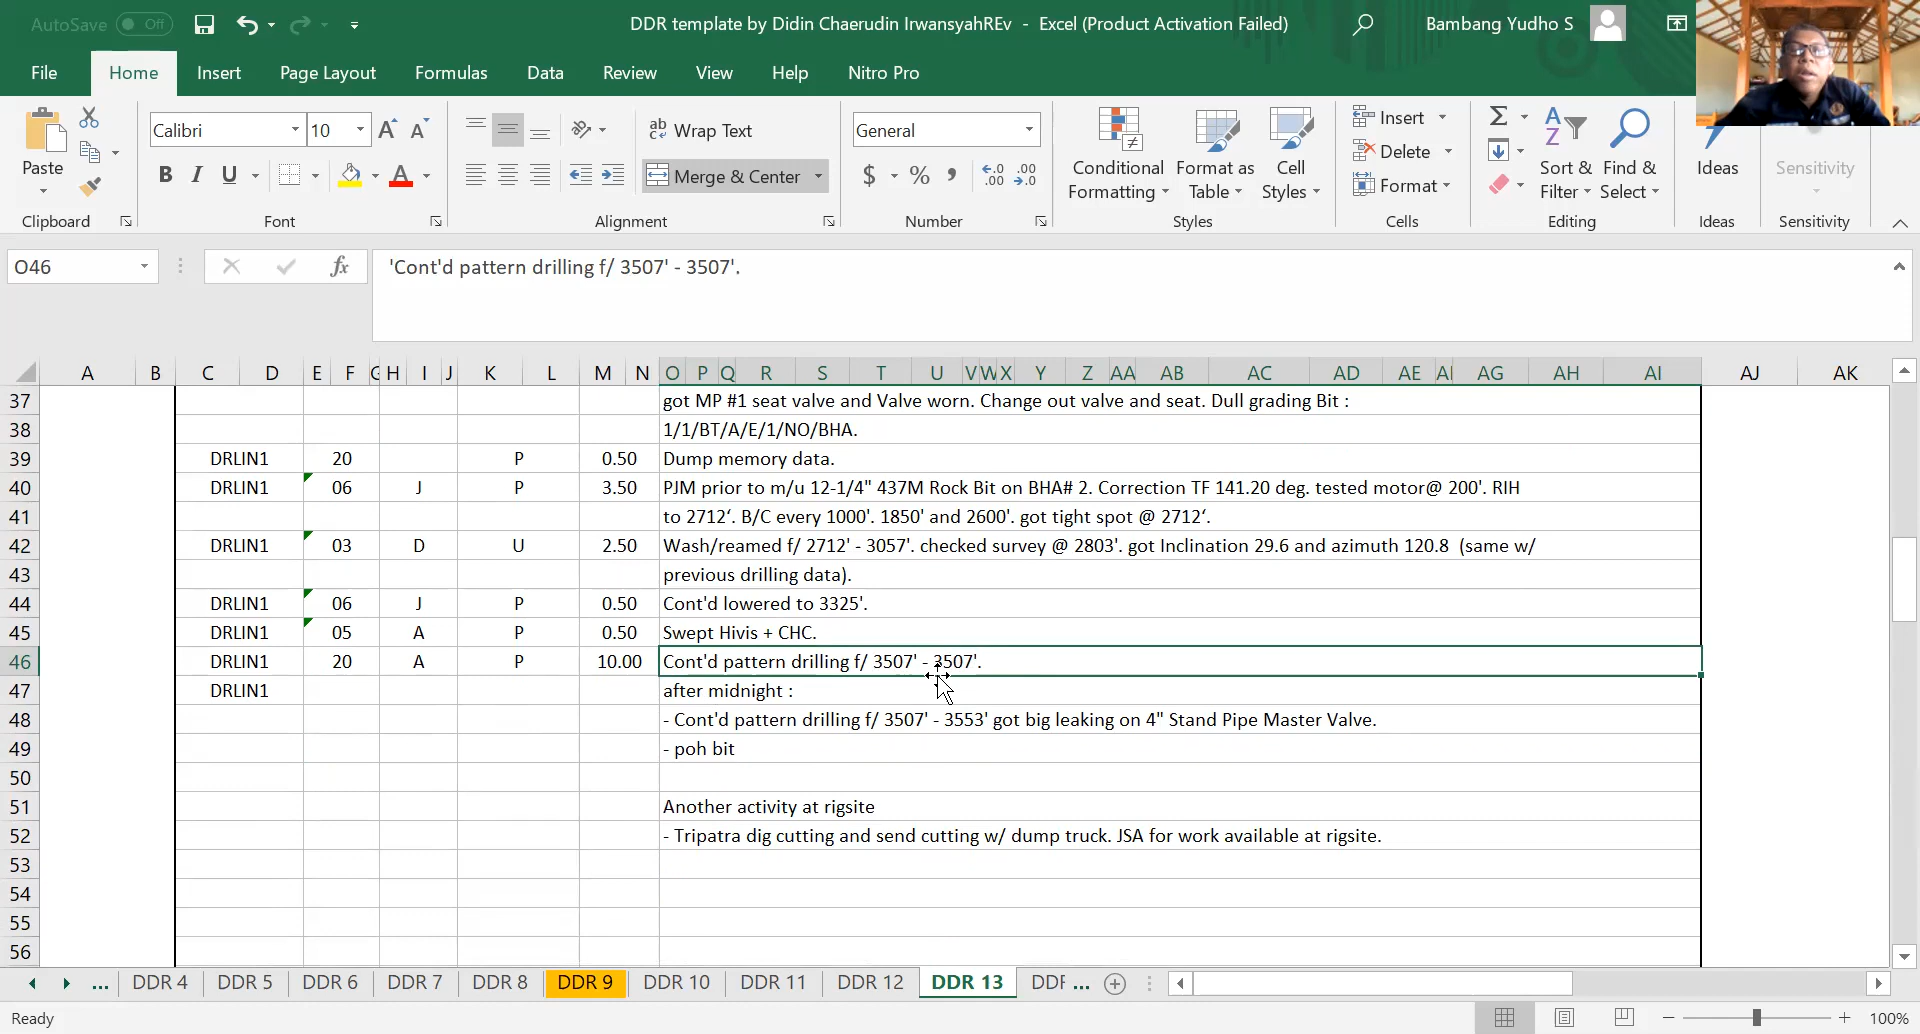 AutoSave Off
DDR template by Didin Chaerudin IrwansyahREv - Excel (Product Activation Failed)
Bambang Yudho S
File Home Insert Page Layout Formulas Data Review View Help Nitro Pro
Paste
Clipboard
Calibri 10
B I U
Font
Wrap Text
Merge & Center
Alignment
General
$ % ,
Number
Conditional Formatting
Format as Table
Cell Styles
Styles
Insert
Delete
Format
Cells
Sort & Filter
Find & Select
Editing
Ideas
Ideas
Sensitivity
Sensitivity
O46 fx 'Cont'd pattern drilling f/ 3507' - 3507'.
A B C D E F G H I J K L M N O P Q R S T U V W X Y Z AA AB AC AD AE AG AH AI AJ AK
37 got MP #1 seat valve and Valve worn. Change out valve and seat. Dull grading Bit :
38 1/1/BT/A/E/1/NO/BHA.
39 DRLIN1 20 P 0.50 Dump memory data.
40 DRLIN1 06 J P 3.50 PJM prior to m/u 12-1/4" 437M Rock Bit on BHA# 2. Correction TF 141.20 deg. tested motor@ 200'. RIH
41 to 2712‘. B/C every 1000'. 1850' and 2600'. got tight spot @ 2712‘.
42 DRLIN1 03 D U 2.50 Wash/reamed f/ 2712' - 3057'. checked survey @ 2803'. got Inclination 29.6 and azimuth 120.8 (same w/
43 previous drilling data).
44 DRLIN1 06 J P 0.50 Cont'd lowered to 3325'.
45 DRLIN1 05 A P 0.50 Swept Hivis + CHC.
46 DRLIN1 20 A P 10.00 Cont'd pattern drilling f/ 3507' - 3507'.
47 DRLIN1 after midnight :
48 - Cont'd pattern drilling f/ 3507' - 3553' got big leaking on 4" Stand Pipe Master Valve.
49 - poh bit
50
51 Another activity at rigsite
52 - Tripatra dig cutting and send cutting w/ dump truck. JSA for work available at rigsite.
53
54
55
56
... DDR 4 DDR 5 DDR 6 DDR 7 DDR 8 DDR 9 DDR 10 DDR 11 DDR 12 DDR 13 ...
Ready
100%